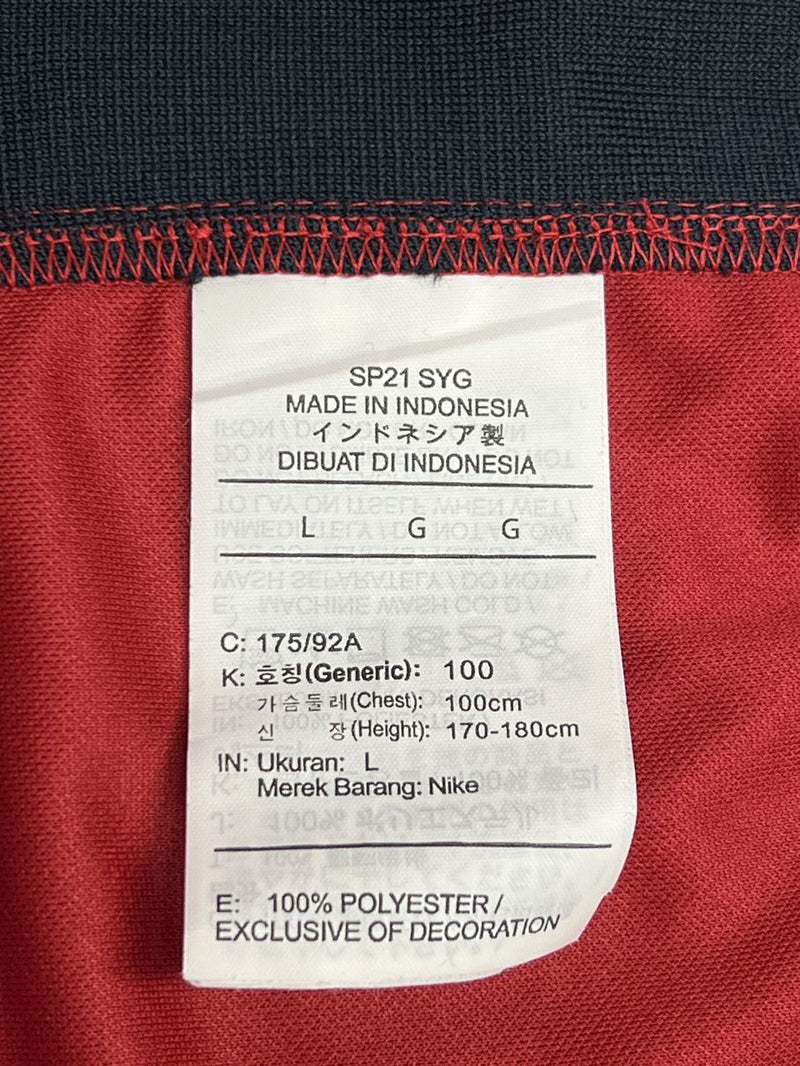 SP21 SYG
MADE IN INDONESIA
インドネシア製
DIBUAT DI INDONESIA
L G G
C: 175/92A
K: 호칭(Generic): 100
가슴둘레(Chest): 100cm
신 장(Height): 170-180cm
IN: Ukuran: L
Merek Barang: Nike
E: 100% POLYESTER /
EXCLUSIVE OF DECORATION